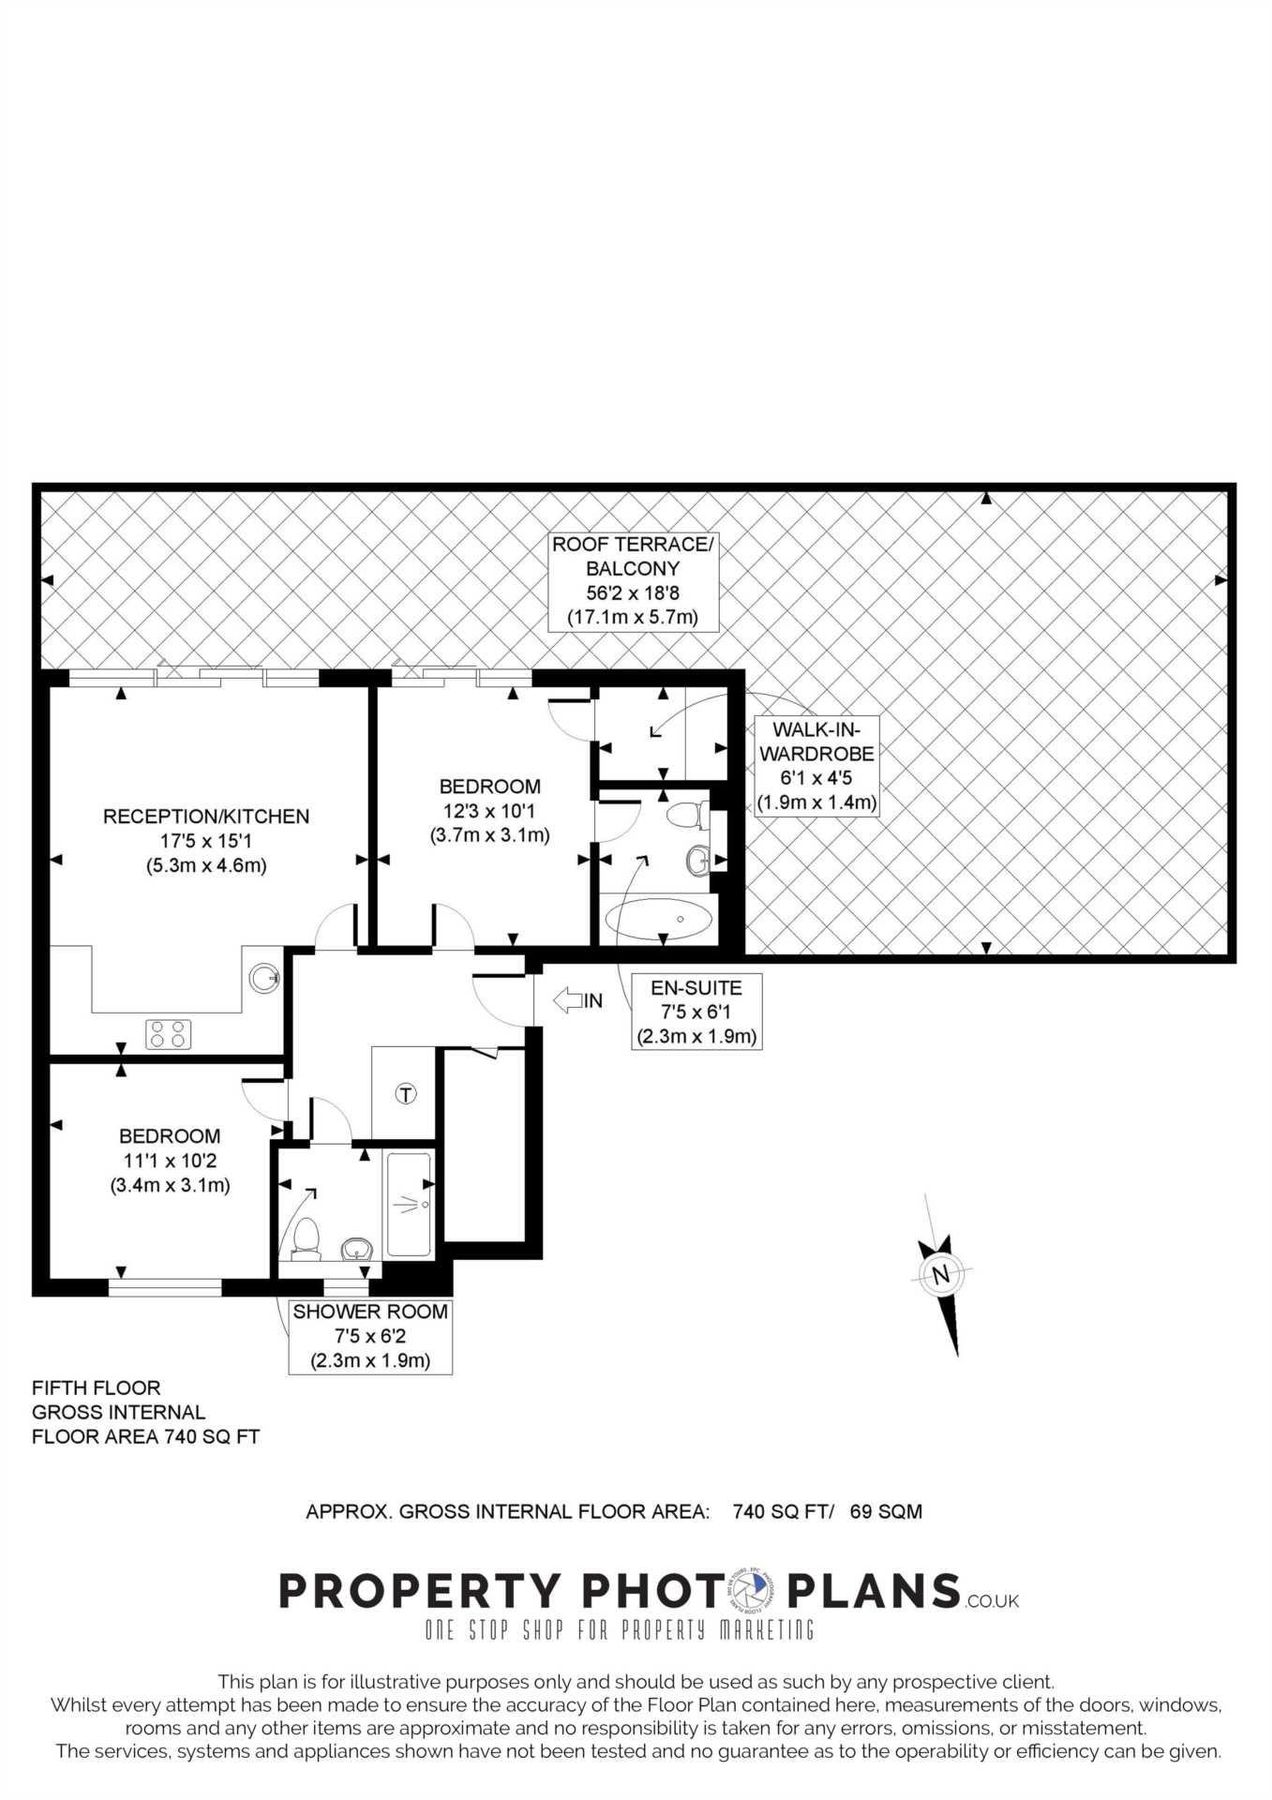 ROOF TERRACE/
BALCONY
56'2 x 18'8
(17.1m x 5.7m)
WALK-IN-
WARDROBE
6'1 x 4'5
(1.9m x 1.4m)
BEDROOM
12'3 x 10'1
(3.7m x 3.1m)
RECEPTION/KITCHEN
17'5 x 15'1
(5.3m x 4.6m)
EN-SUITE
7'5 x 6'1
(2.3m x 1.9m)
IN
T
BEDROOM
11'1 x 10'2
(3.4m x 3.1m)
N
SHOWER ROOM
7'5 x 6'2
(2.3m x 1.9m)
FIFTH FLOOR
GROSS INTERNAL
FLOOR AREA 740 SQ FT
APPROX. GROSS INTERNAL FLOOR AREA: 740 SQ FT/ 69 SQM
PROPERTY PHOTO PLANS.CO.UK
ONE STOP SHOP FOR PROPERTY MARKETING
This plan is for illustrative purposes only and should be used as such by any prospective client.
Whilst every attempt has been made to ensure the accuracy of the Floor Plan contained here, measurements of the doors, windows,
rooms and any other items are approximate and no responsibility is taken for any errors, omissions, or misstatement.
The services, systems and appliances shown have not been tested and no guarantee as to the operability or efficiency can be given.